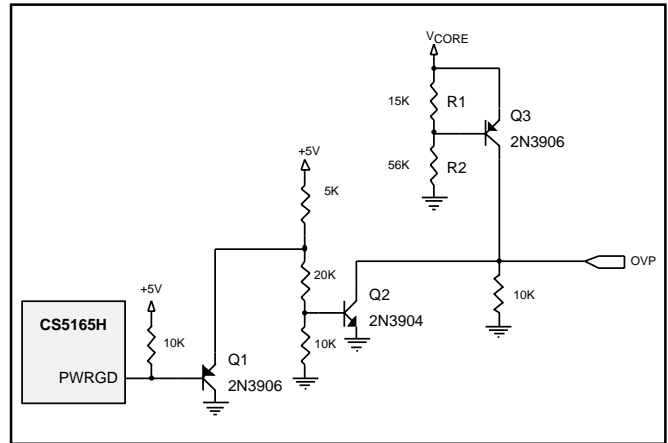 VCORE
15K
R1
Q3
2N3906
56K
R2
+5V
5K
OVP
20K
+5V
Q2
10K
CS5165H
2N3904
10K
10K
Q1
PWRGD
2N3906